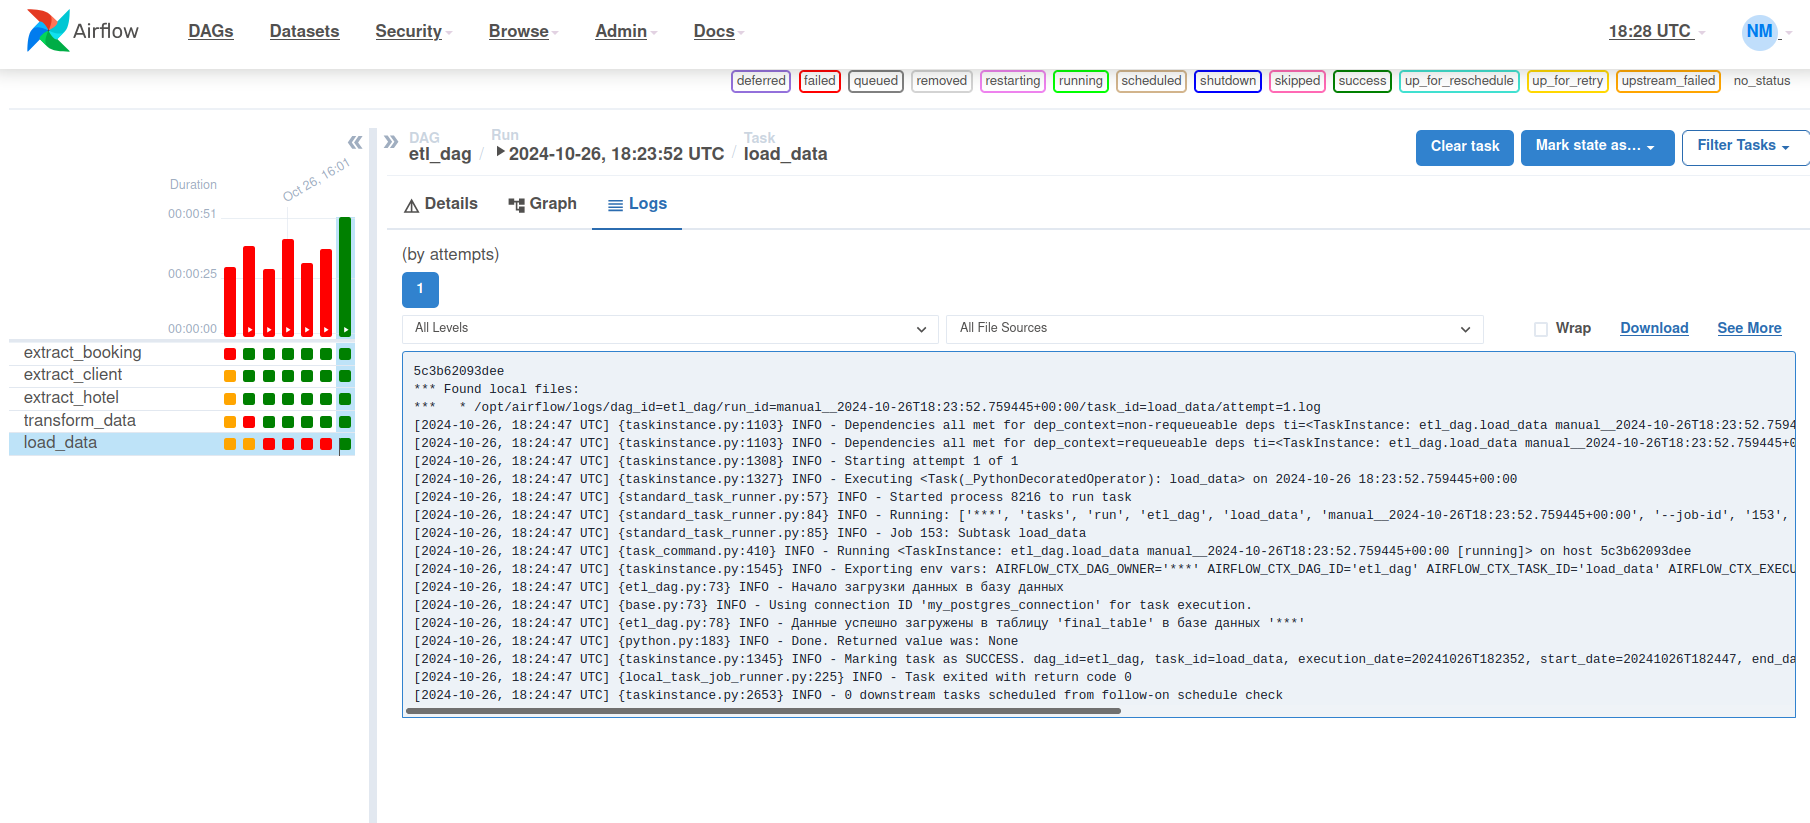 Airflow DAGs Datasets Security Browse Admin Docs 18:28 UTC NM
deferred failed queued removed restarting running scheduled shutdown skipped success up_for_reschedule up_for_retry upstream_failed no_status
DAG Run Task
etl_dag / 2024-10-26, 18:23:52 UTC / load_data
Clear task Mark state as... Filter Tasks
Oct 26, 16:01
Duration
00:00:51
00:00:25
00:00:00
extract_booking
extract_client
extract_hotel
transform_data
load_data
Details Graph Logs
(by attempts)
1
All Levels All File Sources Wrap Download See More
5c3b62093dee
*** Found local files:
***   * /opt/airflow/logs/dag_id=etl_dag/run_id=manual__2024-10-26T18:23:52.759445+00:00/task_id=load_data/attempt=1.log
[2024-10-26, 18:24:47 UTC] {taskinstance.py:1103} INFO - Dependencies all met for dep_context=non-requeueable deps ti=<TaskInstance: etl_dag.load_data manual__2024-10-26T18:23:52.7594
[2024-10-26, 18:24:47 UTC] {taskinstance.py:1103} INFO - Dependencies all met for dep_context=requeueable deps ti=<TaskInstance: etl_dag.load_data manual__2024-10-26T18:23:52.759445+0
[2024-10-26, 18:24:47 UTC] {taskinstance.py:1308} INFO - Starting attempt 1 of 1
[2024-10-26, 18:24:47 UTC] {taskinstance.py:1327} INFO - Executing <Task(_PythonDecoratedOperator): load_data> on 2024-10-26 18:23:52.759445+00:00
[2024-10-26, 18:24:47 UTC] {standard_task_runner.py:57} INFO - Started process 8216 to run task
[2024-10-26, 18:24:47 UTC] {standard_task_runner.py:84} INFO - Running: ['***', 'tasks', 'run', 'etl_dag', 'load_data', 'manual__2024-10-26T18:23:52.759445+00:00', '--job-id', '153',
[2024-10-26, 18:24:47 UTC] {standard_task_runner.py:85} INFO - Job 153: Subtask load_data
[2024-10-26, 18:24:47 UTC] {task_command.py:410} INFO - Running <TaskInstance: etl_dag.load_data manual__2024-10-26T18:23:52.759445+00:00 [running]> on host 5c3b62093dee
[2024-10-26, 18:24:47 UTC] {taskinstance.py:1545} INFO - Exporting env vars: AIRFLOW_CTX_DAG_OWNER='***' AIRFLOW_CTX_DAG_ID='etl_dag' AIRFLOW_CTX_TASK_ID='load_data' AIRFLOW_CTX_EXECU
[2024-10-26, 18:24:47 UTC] {etl_dag.py:73} INFO - Начало загрузки данных в базу данных
[2024-10-26, 18:24:47 UTC] {base.py:73} INFO - Using connection ID 'my_postgres_connection' for task execution.
[2024-10-26, 18:24:47 UTC] {etl_dag.py:78} INFO - Данные успешно загружены в таблицу 'final_table' в базе данных '***'
[2024-10-26, 18:24:47 UTC] {python.py:183} INFO - Done. Returned value was: None
[2024-10-26, 18:24:47 UTC] {taskinstance.py:1345} INFO - Marking task as SUCCESS. dag_id=etl_dag, task_id=load_data, execution_date=20241026T182352, start_date=20241026T182447, end_da
[2024-10-26, 18:24:47 UTC] {local_task_job_runner.py:225} INFO - Task exited with return code 0
[2024-10-26, 18:24:47 UTC] {taskinstance.py:2653} INFO - 0 downstream tasks scheduled from follow-on schedule check